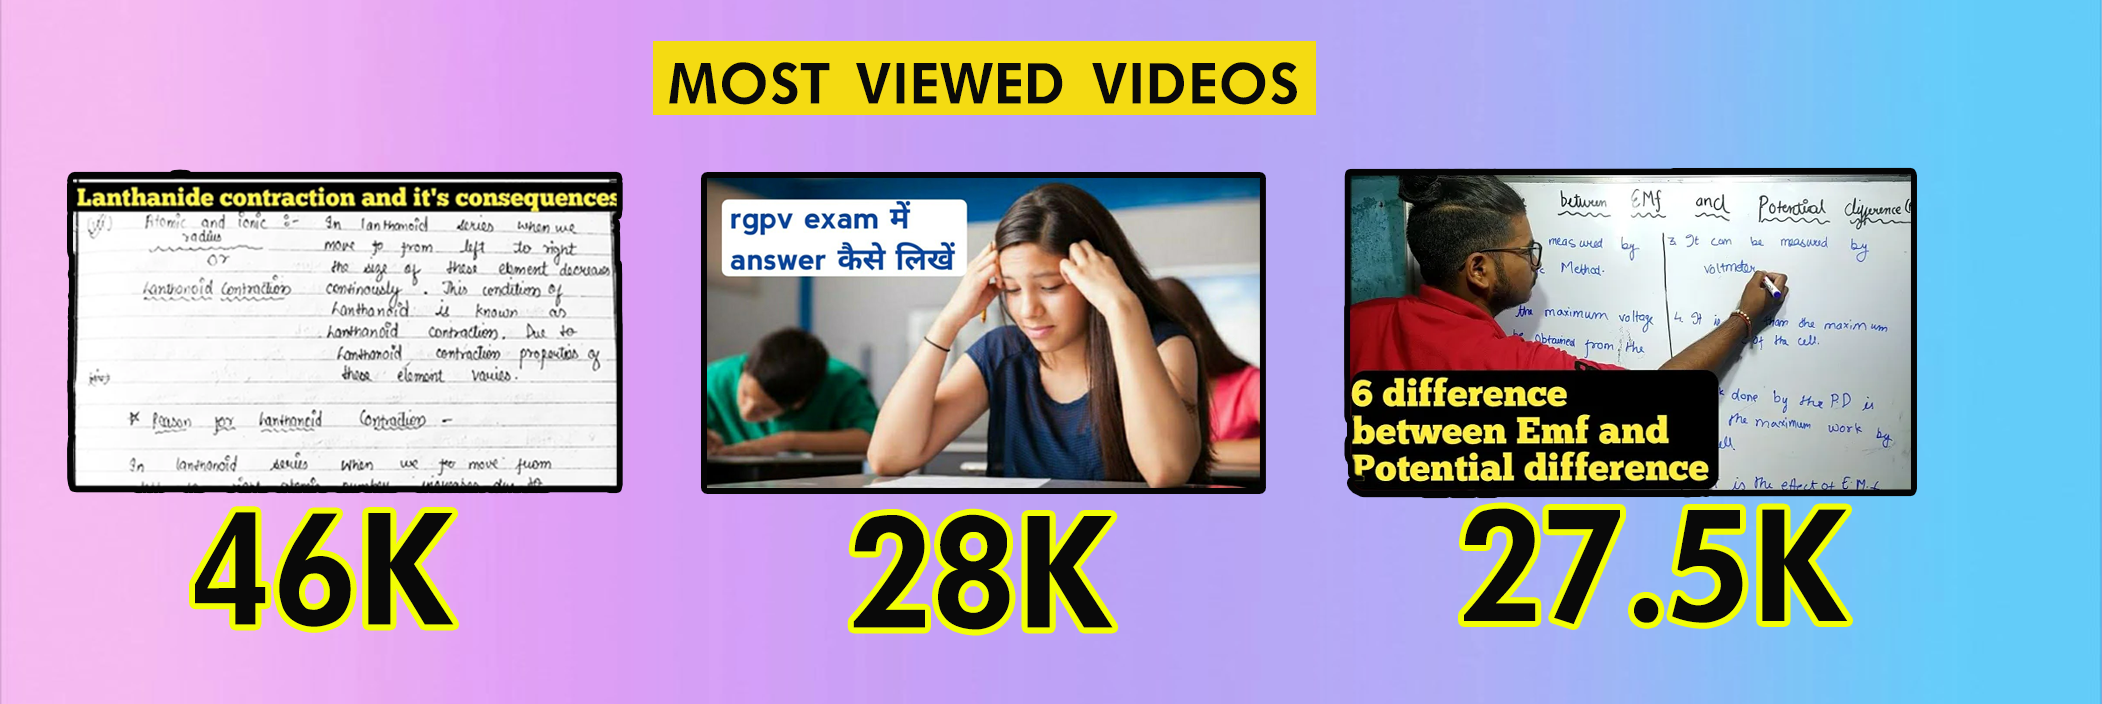 MOST VIEWED VIDEOS
Lanthanide contraction and it's consequences
Atomic and ionic :- In lanthanoid series when we
radius move from left to right
or the size of these element decreases
Lanthanoid Contraction continously. This condition of
Lanthanoid is known as
Lanthanoid contraction. Due to
Lanthanoid contraction properties of
these element varies.
* Reason for Lanthanoid Contraction -
In lanthanoid series when we move from
46K
rgpv exam में
answer कैसे लिखें
28K
between EMf and Potential difference
measured by 3 It can be measured by
Method. voltmeter
the maximum voltage 4 It is than the maximum
obtained from the of the cell.
done by the P.D is
the maximum work by
is the effect of E.M.f
6 difference
between Emf and
Potential difference
27.5K